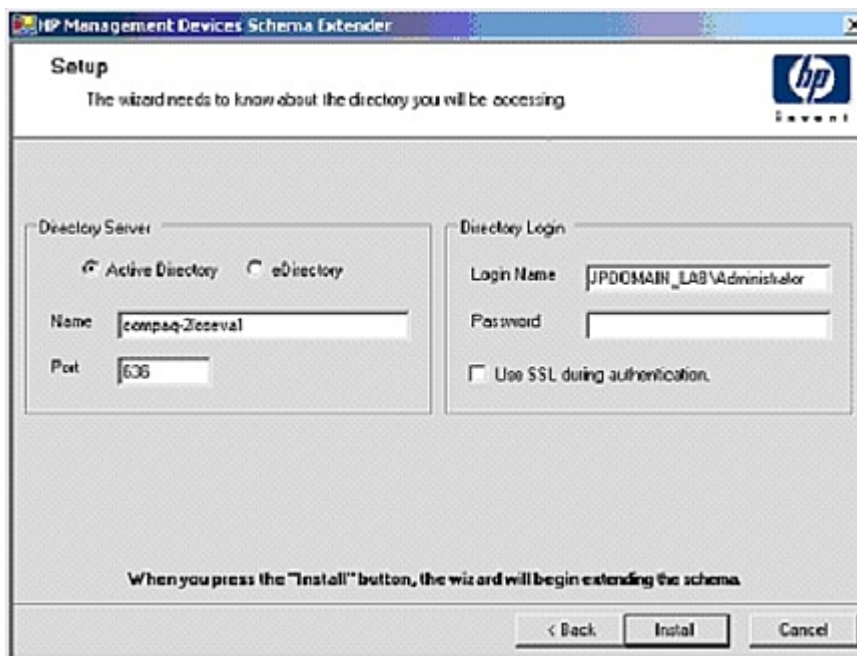 HP Management Devices Schema Extender
Setup
The wizard needs to know about the directory you will be accessing.
hp
invent
Directory Server
Active Directory
eDirectory
Name
Port
636
Directory Login
Login Name
JPDOMAIN_LAB\Administrator
Password
Use SSL during authentication.
When you press the "Install" button, the wizard will begin extending the schema.
< Back
Install
Cancel